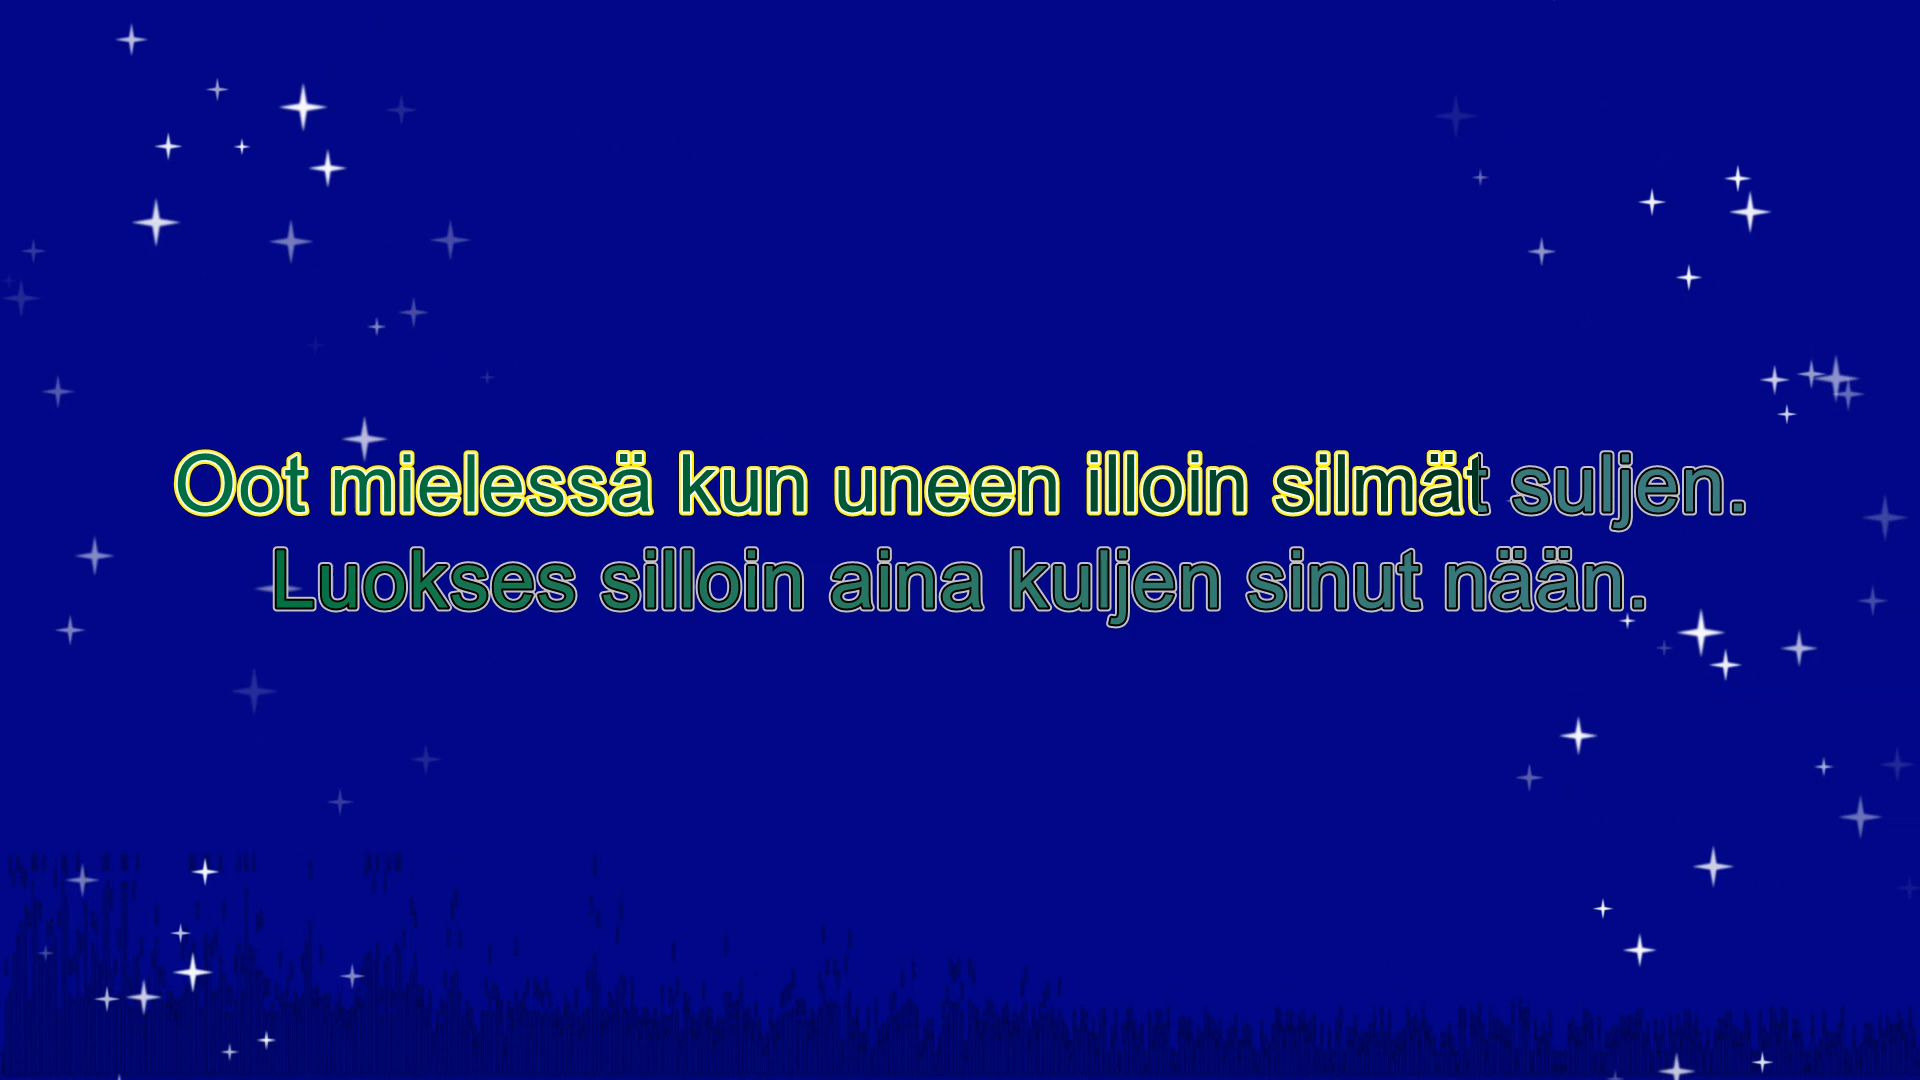 Oot mielessä kun uneen illoin silmät suljen.
Luokses silloin aina kuljen sinut nään.